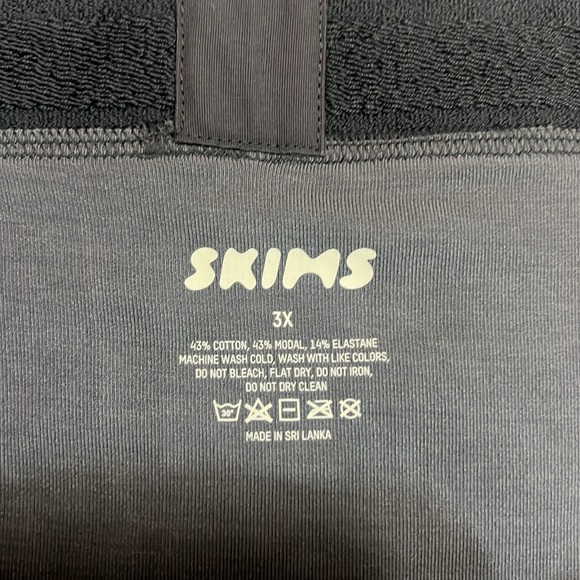 SKIMS
3X
43% COTTON, 43% MODAL, 14% ELASTANE
MACHINE WASH COLD, WASH WITH LIKE COLORS,
DO NOT BLEACH, FLAT DRY, DO NOT IRON,
DO NOT DRY CLEAN
30°
MADE IN SRI LANKA